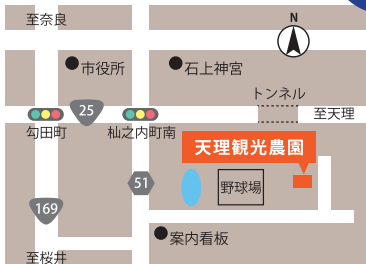 至奈良
N
市役所
石上神宮
トンネル
至天理
25
勾田町
杣之内町南
天理観光農園
51
野球場
169
案内看板
至桜井